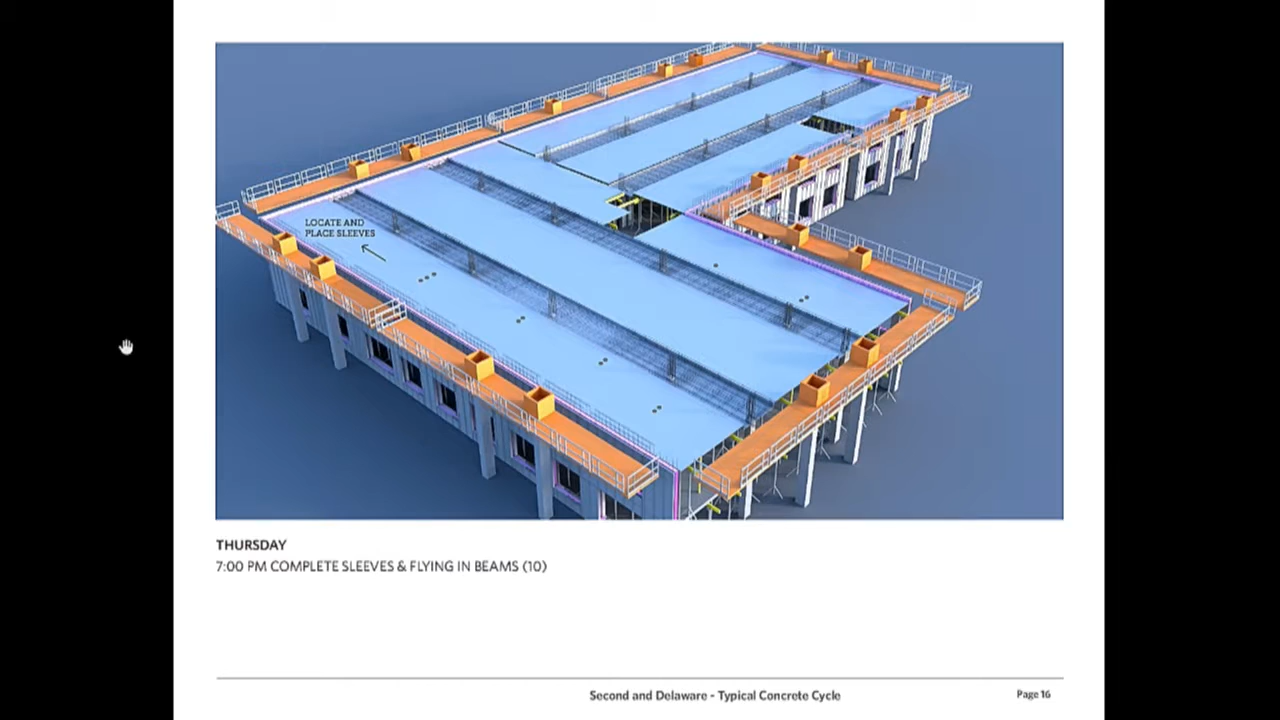 LOCATE AND
PLACE SLEEVES
THURSDAY
7:00 PM COMPLETE SLEEVES & FLYING IN BEAMS (10)
Second and Delaware - Typical Concrete Cycle
Page 16